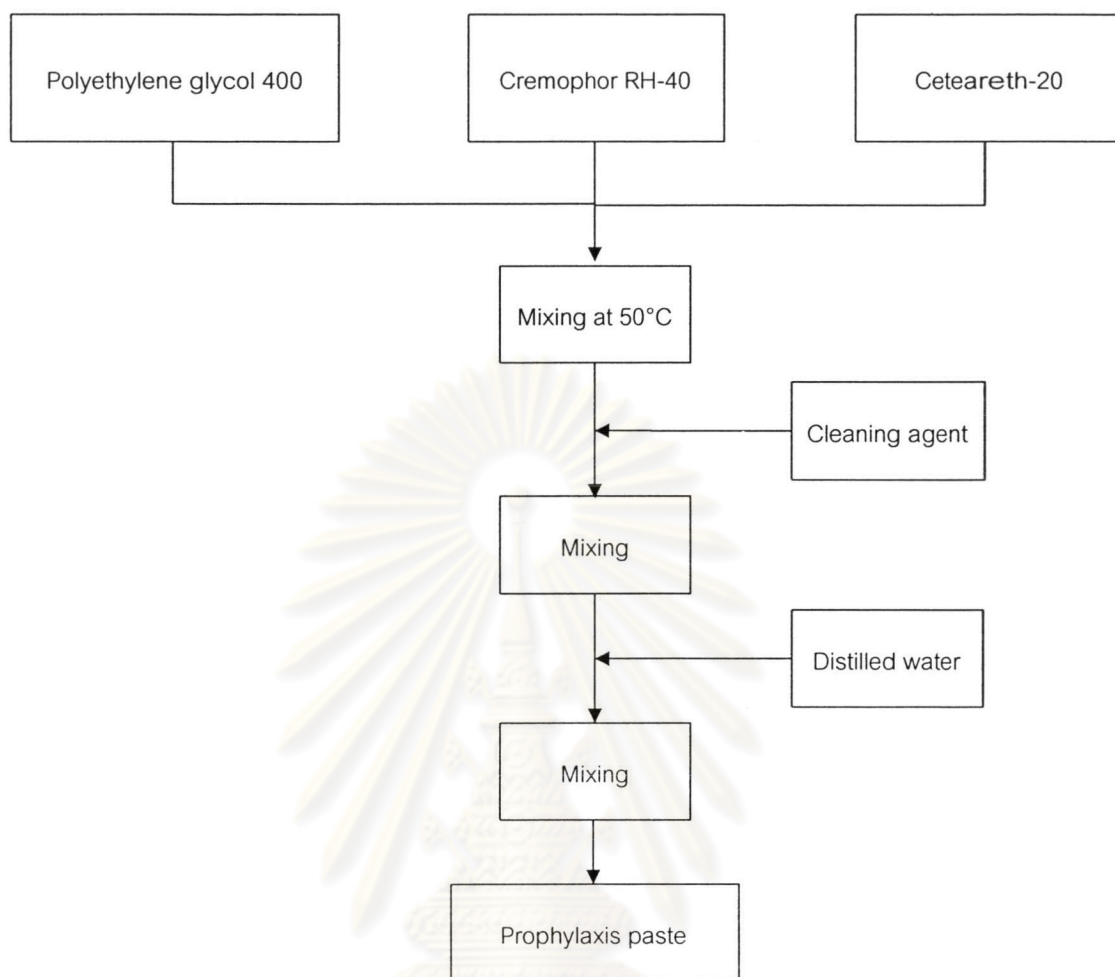 Polyethylene glycol 400
Cremophor RH-40
Ceteareth-20
Mixing at 50°C
Cleaning agent
Mixing
Distilled water
Mixing
Prophylaxis paste